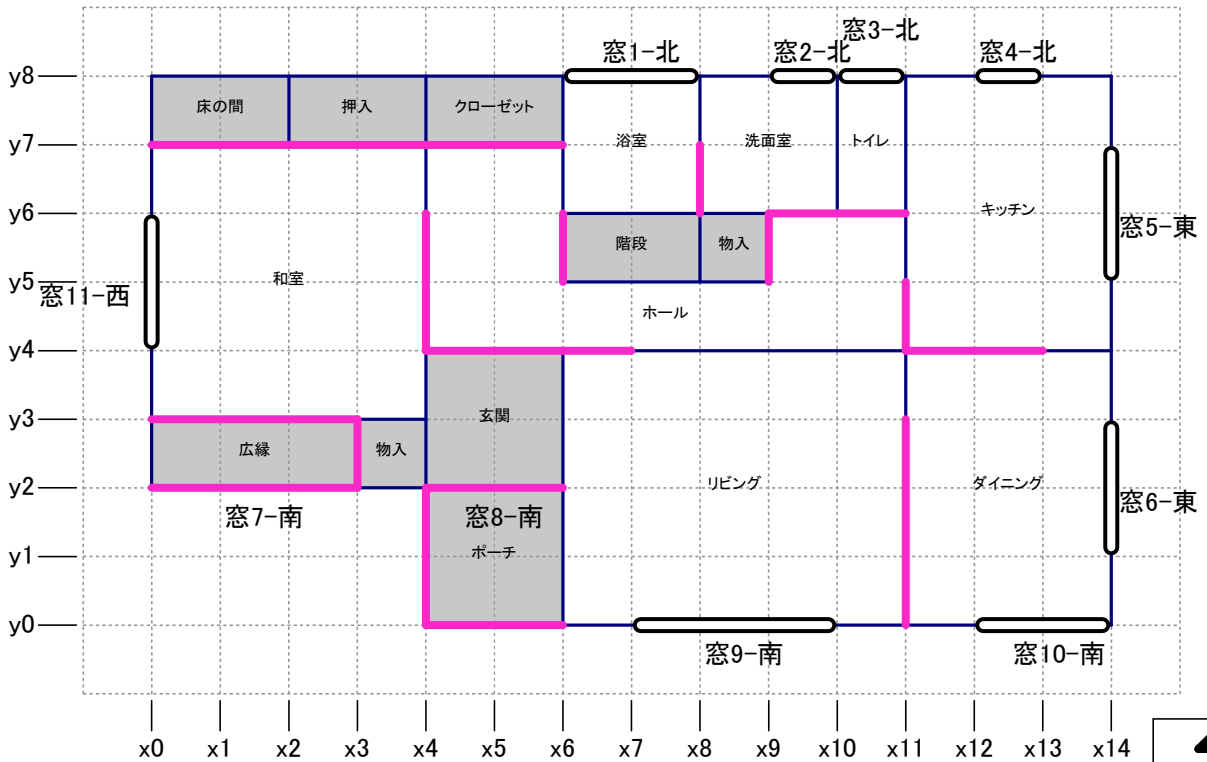 窓3-北
窓1-北
窓2-北
窓4-北
y8
床の間
押入
クローゼット
y7
浴室
洗面室
トイレ
y6
キッチン
窓5-東
階段
物入
y5
和室
窓11-西
ホール
y4
y3
玄関
広縁
物入
リビング
ダイニング
y2
窓6-東
窓7-南
窓8-南
ポーチ
y1
y0
窓9-南
窓10-南
x0
x1
x2
x3
x4
x5
x6
x7
x8
x9
x10
x11
x12
x13
x14